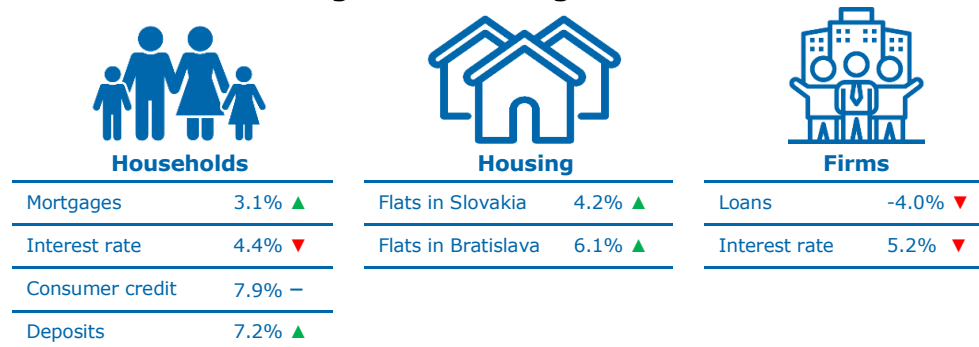 Households
Mortgages 3.1% ▲
Interest rate 4.4% ▼
Consumer credit 7.9% –
Deposits 7.2% ▲
Housing
Flats in Slovakia 4.2% ▲
Flats in Bratislava 6.1% ▲
Firms
Loans -4.0% ▼
Interest rate 5.2% ▼